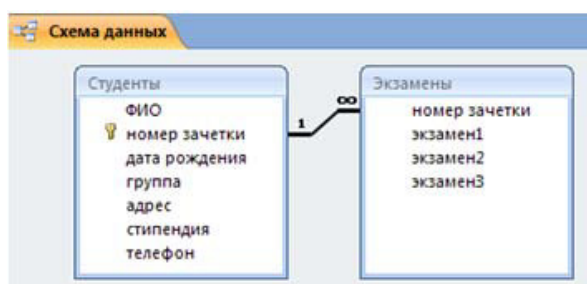 Схема данных
Студенты
ФИО
номер зачетки
дата рождения
группа
адрес
стипендия
телефон
1
∞
Экзамены
номер зачетки
экзамен1
экзамен2
экзамен3